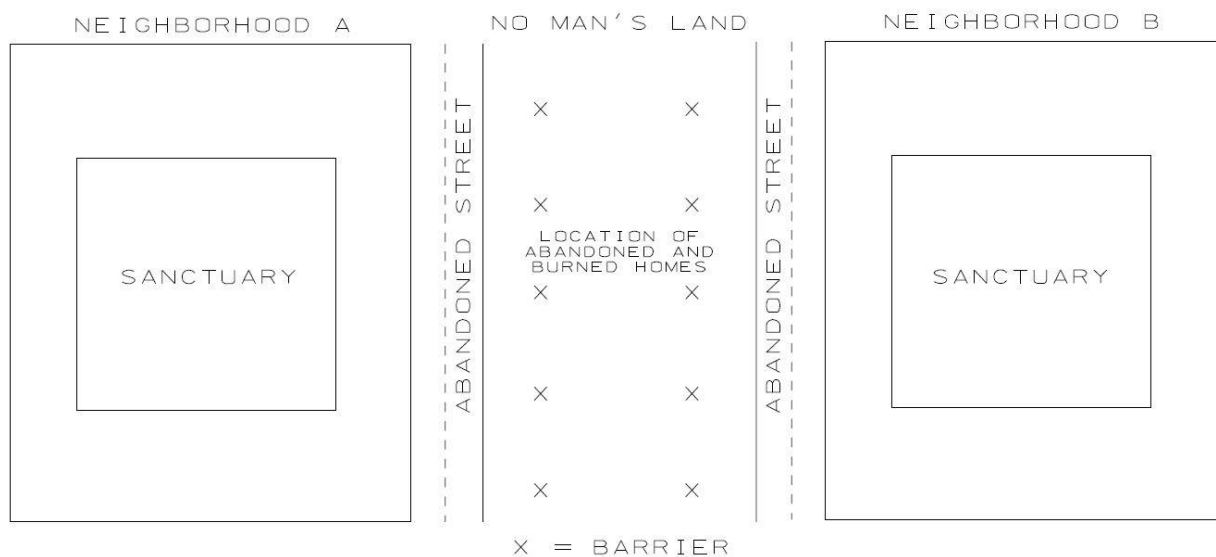 NEIGHBORHOOD A
NO MAN'S LAND
NEIGHBORHOOD B
SANCTUARY
ABANDONED STREET
X X
X X
LOCATION OF
ABANDONED AND
BURNED HOMES
X X
X X
X X
ABANDONED STREET
SANCTUARY
X = BARRIER